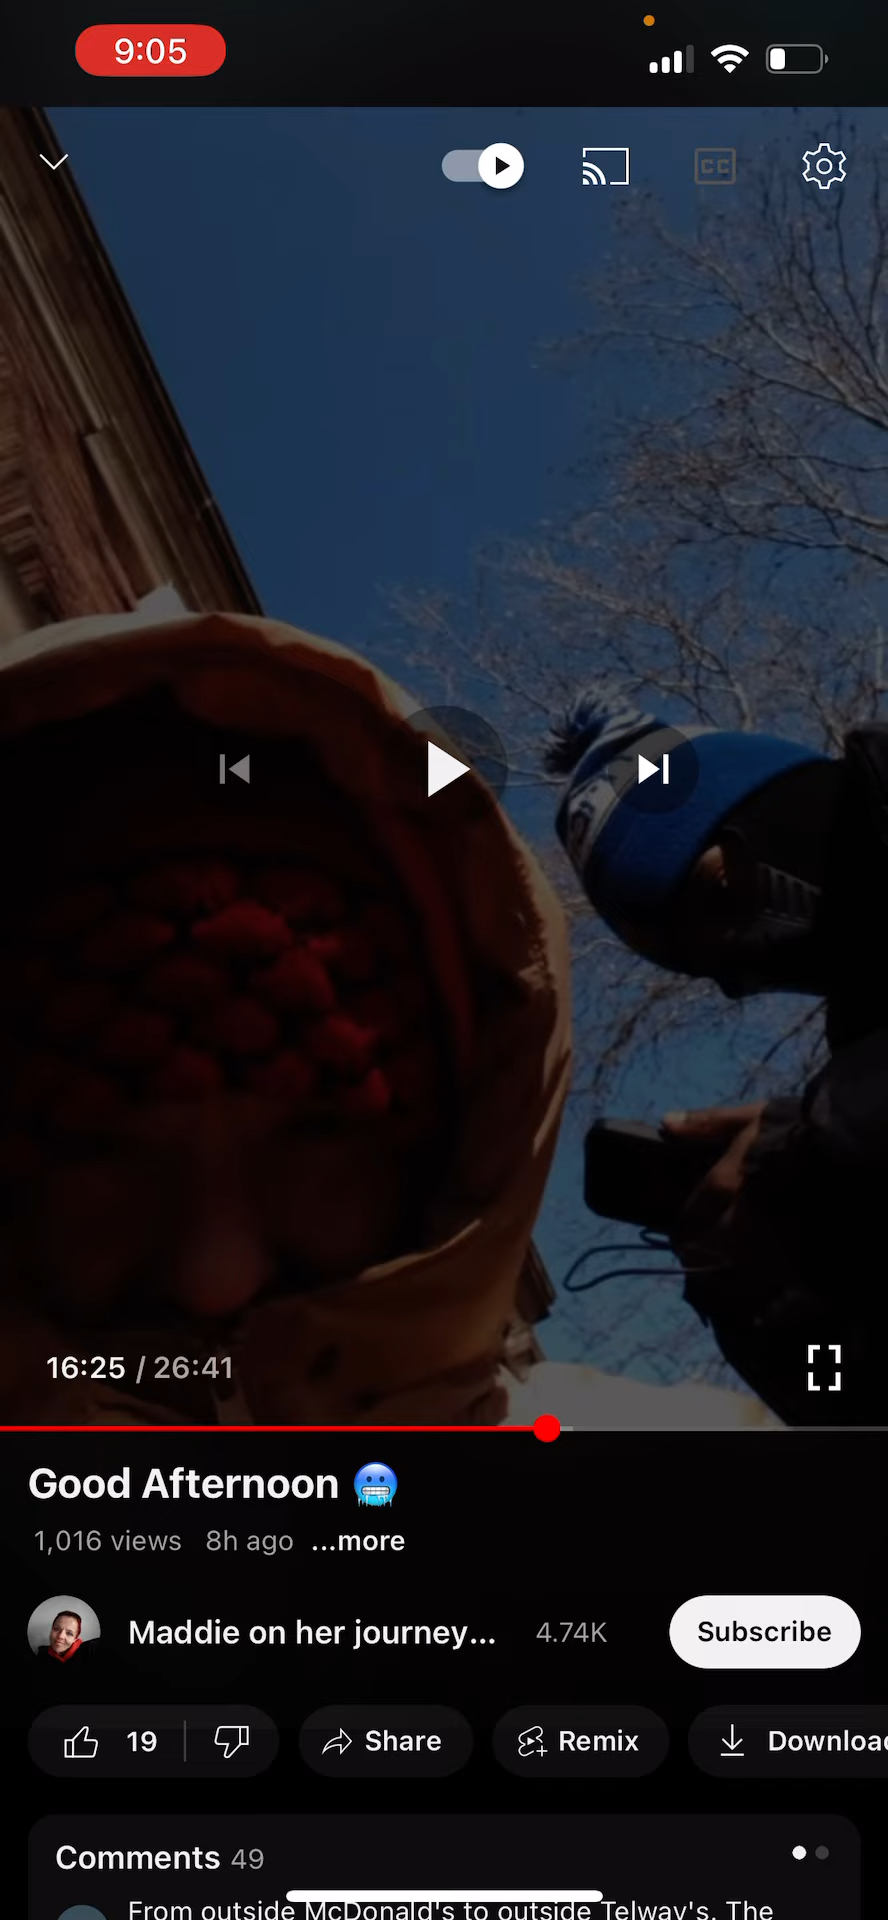 9:05
CC
16:25 / 26:41
Good Afternoon 🥶
1,016 views 8h ago ...more
Maddie on her journey... 4.74K Subscribe
19 Share Remix Downloa
Comments 49
From outside McDonald's to outside Telway's. The